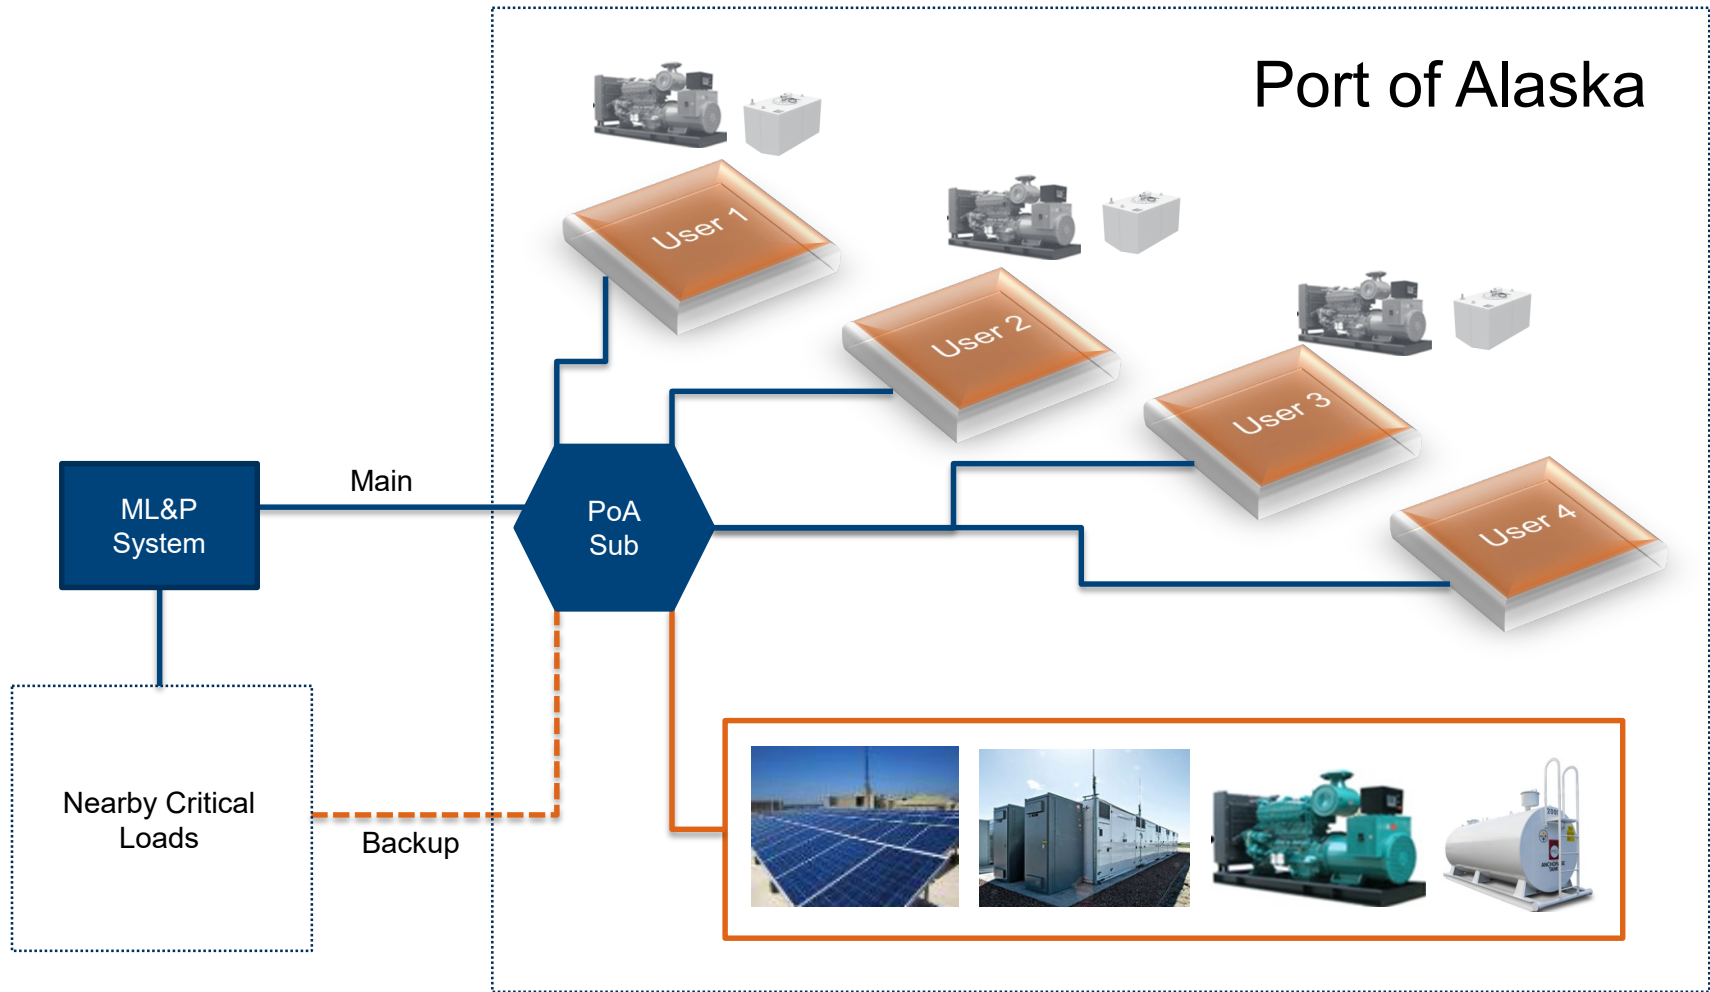 Port of Alaska
User 1
User 2
User 3
User 4
Main
ML&P
System
PoA
Sub
Nearby Critical
Loads
Backup